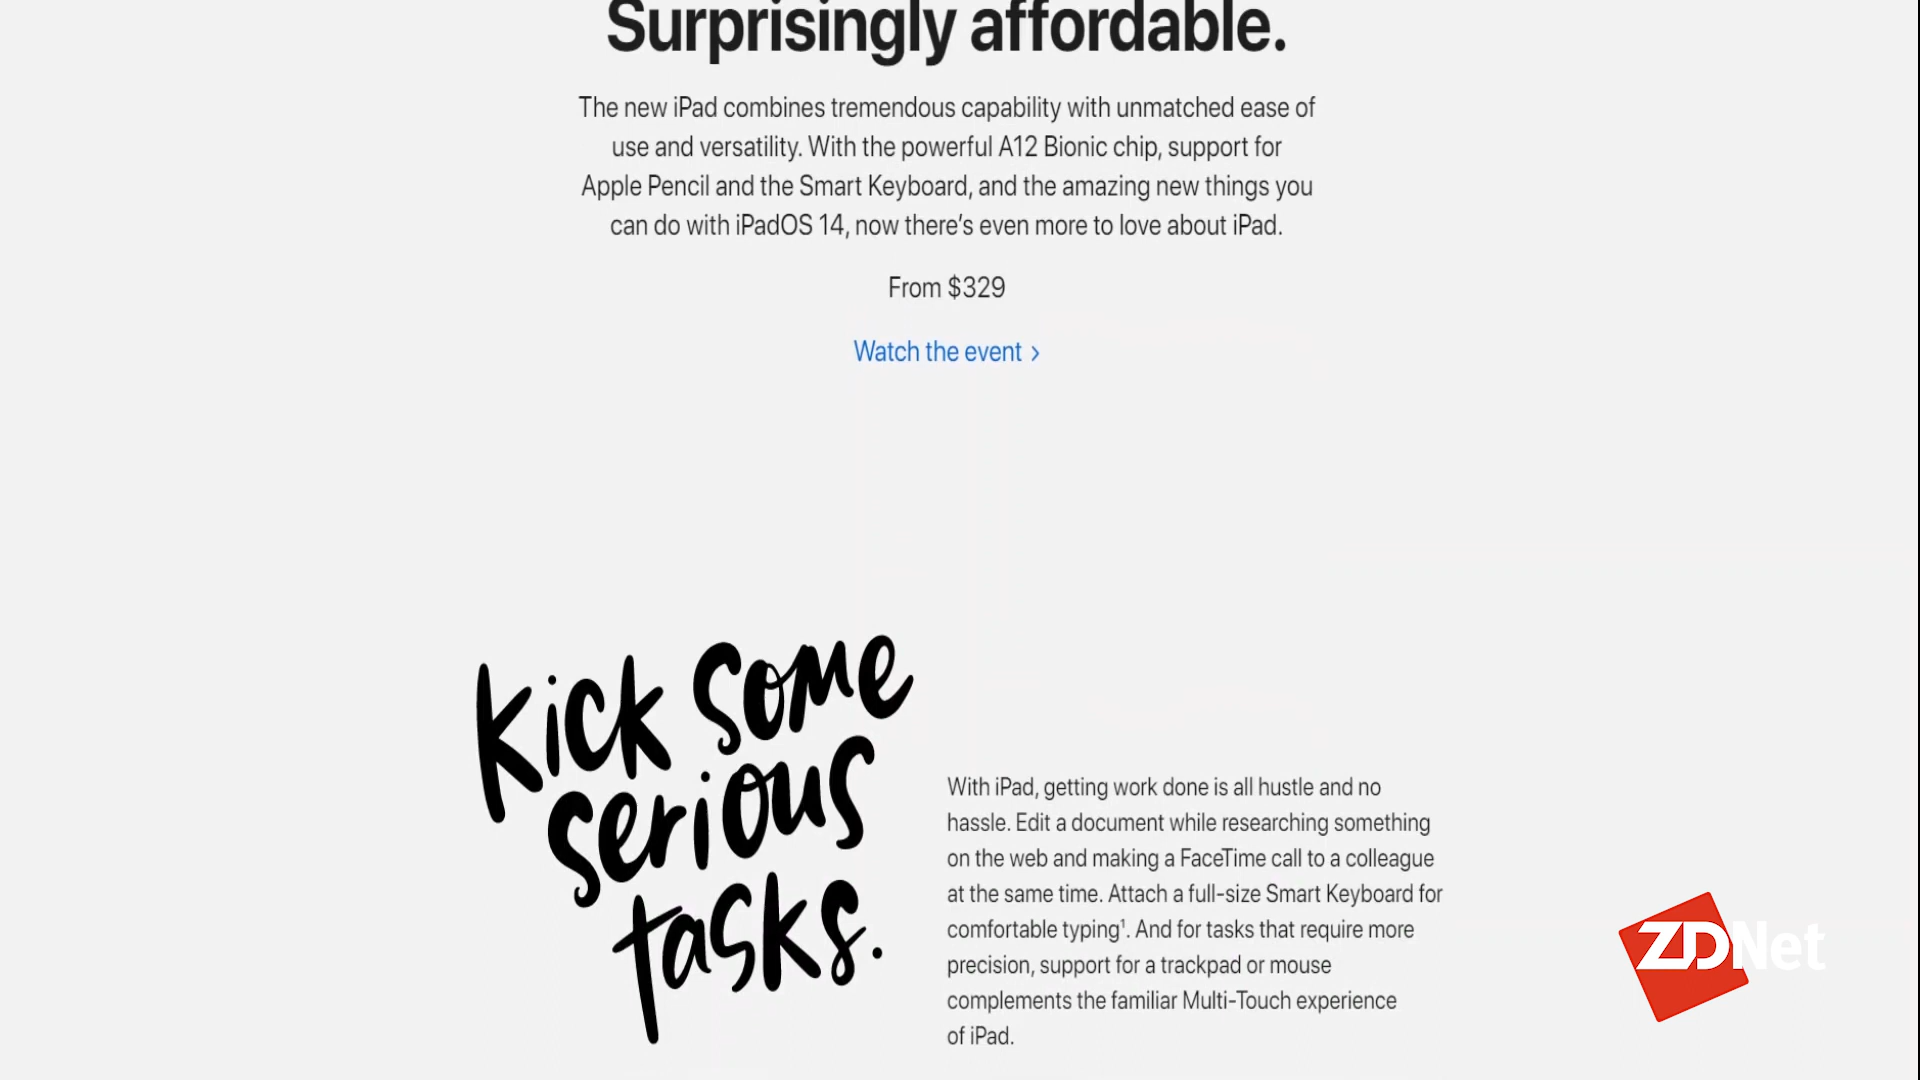 Surprisingly affordable.
The new iPad combines tremendous capability with unmatched ease of
use and versatility. With the powerful A12 Bionic chip, support for
Apple Pencil and the Smart Keyboard, and the amazing new things you
can do with iPadOS 14, now there’s even more to love about iPad.
From $329
Watch the event ›
Kick some
serious
tasks.
With iPad, getting work done is all hustle and no
hassle. Edit a document while researching something
on the web and making a FaceTime call to a colleague
at the same time. Attach a full-size Smart Keyboard for
comfortable typing¹. And for tasks that require more
precision, support for a trackpad or mouse
complements the familiar Multi-Touch experience
of iPad.
ZDNet